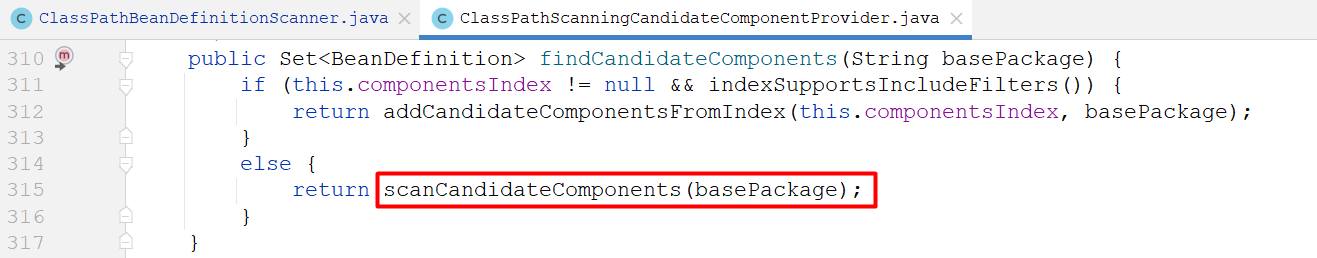 C ClassPathBeanDefinitionScanner.java × C ClassPathScanningCandidateComponentProvider.java ×
310 m public Set<BeanDefinition> findCandidateComponents(String basePackage) {
311 if (this.componentsIndex != null && indexSupportsIncludeFilters()) {
312 return addCandidateComponentsFromIndex(this.componentsIndex, basePackage);
313 }
314 else {
315 return scanCandidateComponents(basePackage);
316 }
317 }